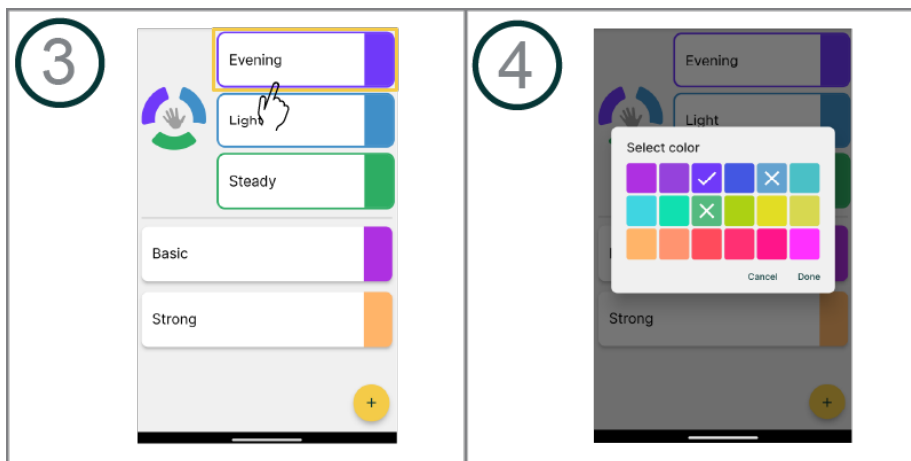 3
Evening
Light
Steady
Basic
Strong
+
4
Evening
Light
Select color
Cancel Done
Strong
+